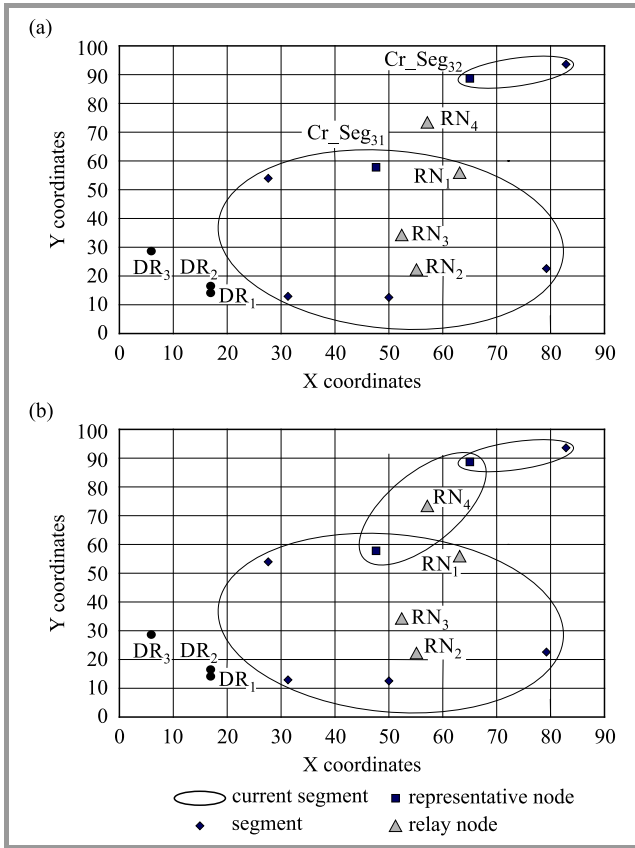 (a)
Y coordinates
100
90
80
70
60
50
40
30
20
10
0
Cr_Seg32
RN4
Cr_Seg31
RN1
RN3
RN2
DR3
DR2
DR1
0 10 20 30 40 50 60 70 80 90
X coordinates
(b)
Y coordinates
100
90
80
70
60
50
40
30
20
10
0
RN4
RN1
RN3
RN2
DR3
DR2
DR1
0 10 20 30 40 50 60 70 80 90
X coordinates
current segment representative node
segment relay node